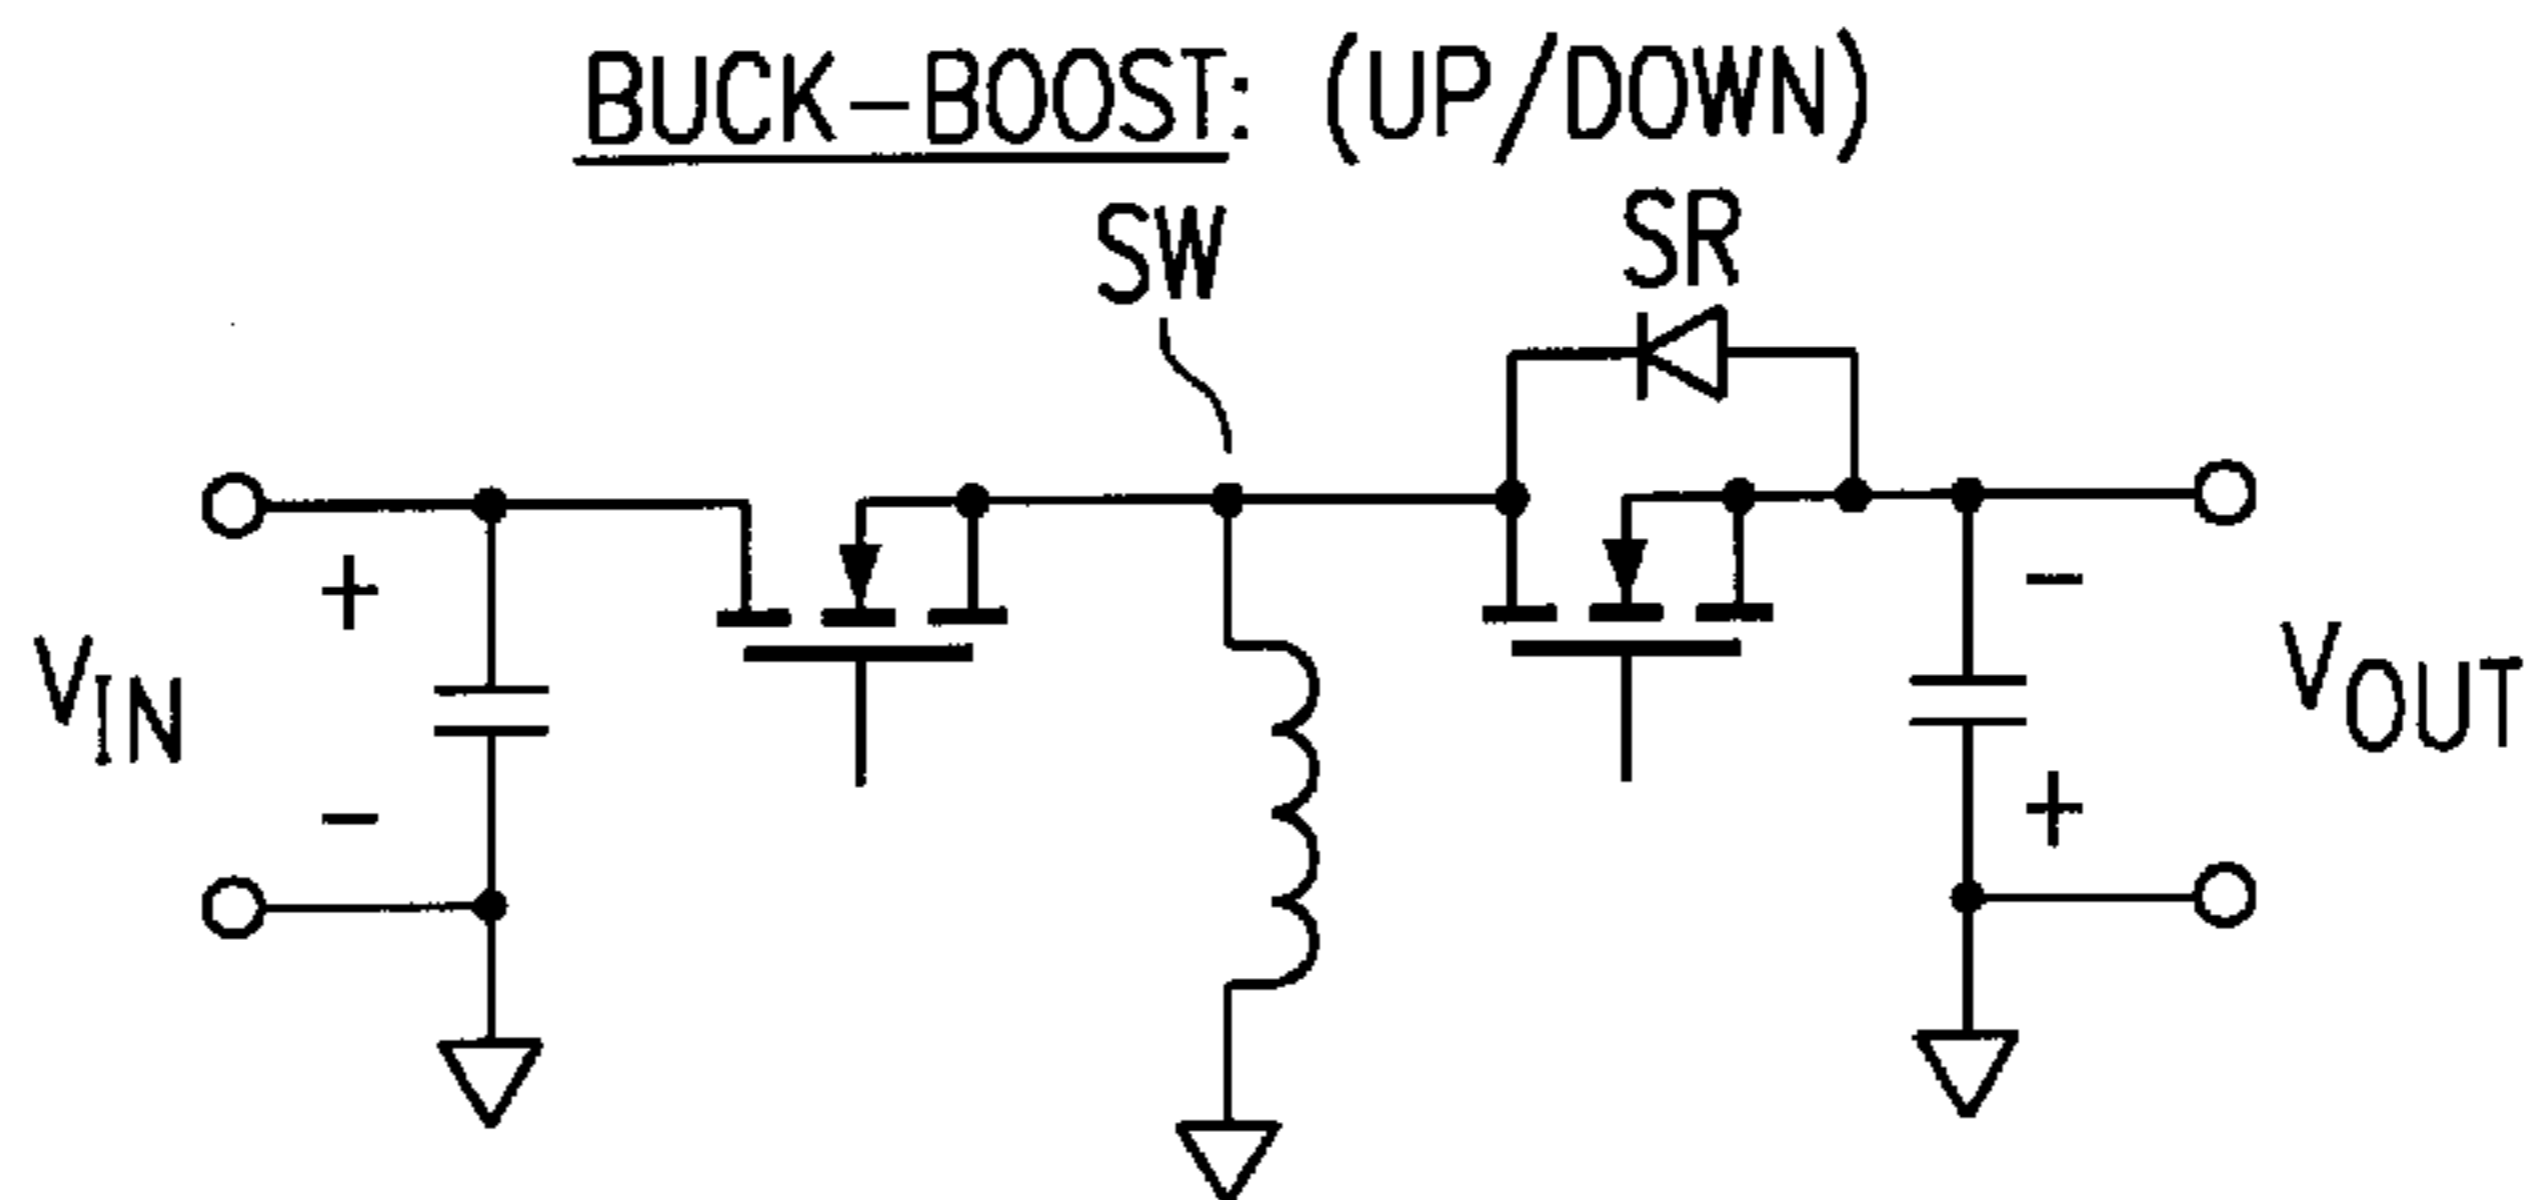 BUCK-BOOST: (UP/DOWN)
SW
SR
+
-
VIN
-
+
VOUT